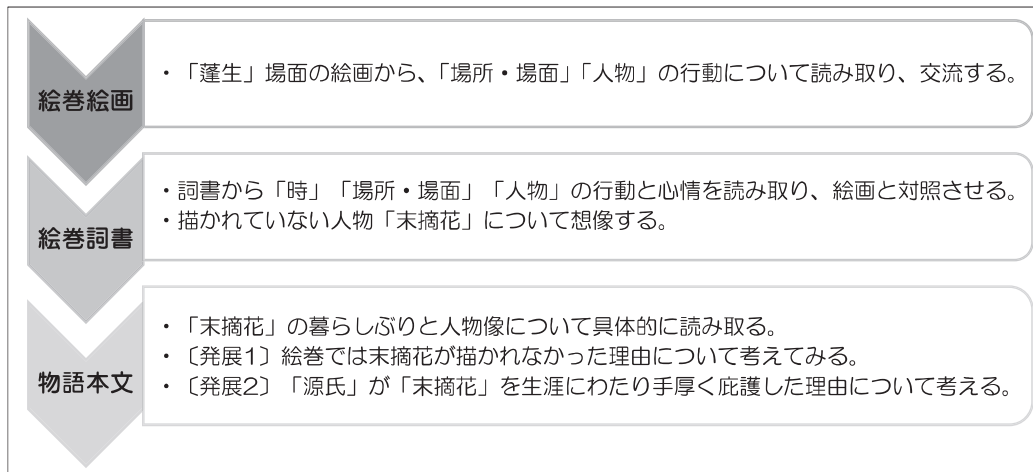 絵巻絵画
・「蓬生」場面の絵画から、「場所・場面」「人物」の行動について読み取り、交流する。
絵巻詞書
・詞書から「時」「場所・場面」「人物」の行動と心情を読み取り、絵画と対照させる。
・描かれていない人物「末摘花」について想像する。
物語本文
・「末摘花」の暮らしぶりと人物像について具体的に読み取る。
・〔発展1〕絵巻では末摘花が描かれなかった理由について考えてみる。
・〔発展2〕「源氏」が「末摘花」を生涯にわたり手厚く庇護した理由について考える。